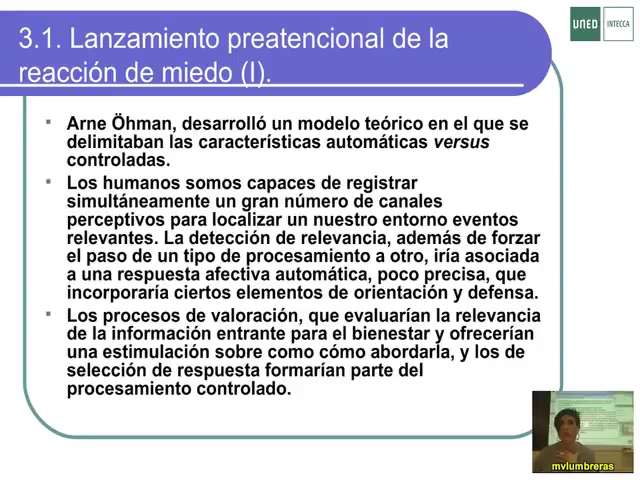 3.1. Lanzamiento preatencional de la
reacción de miedo (I).
UNED
INTECCA
Arne Öhman, desarrolló un modelo teórico en el que se
delimitaban las características automáticas versus
controladas.
Los humanos somos capaces de registrar
simultáneamente un gran número de canales
perceptivos para localizar un nuestro entorno eventos
relevantes. La detección de relevancia, además de forzar
el paso de un tipo de procesamiento a otro, iría asociada
a una respuesta afectiva automática, poco precisa, que
incorporaría ciertos elementos de orientación y defensa.
Los procesos de valoración, que evaluarían la relevancia
de la información entrante para el bienestar y ofrecerían
una estimulación sobre como cómo abordarla, y los de
selección de respuesta formarían parte del
procesamiento controlado.
mvlumbreras